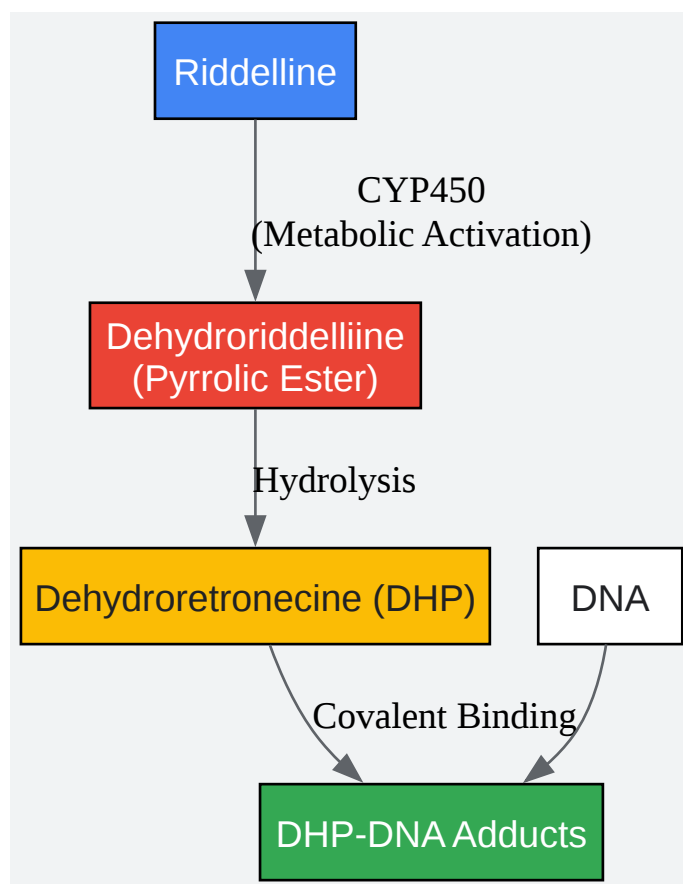 Riddelline
CYP450
(Metabolic Activation)
Dehydroriddelliine
(Pyrrolic Ester)
Hydrolysis
Dehydroretronecine (DHP)
DNA
Covalent Binding
DHP-DNA Adducts